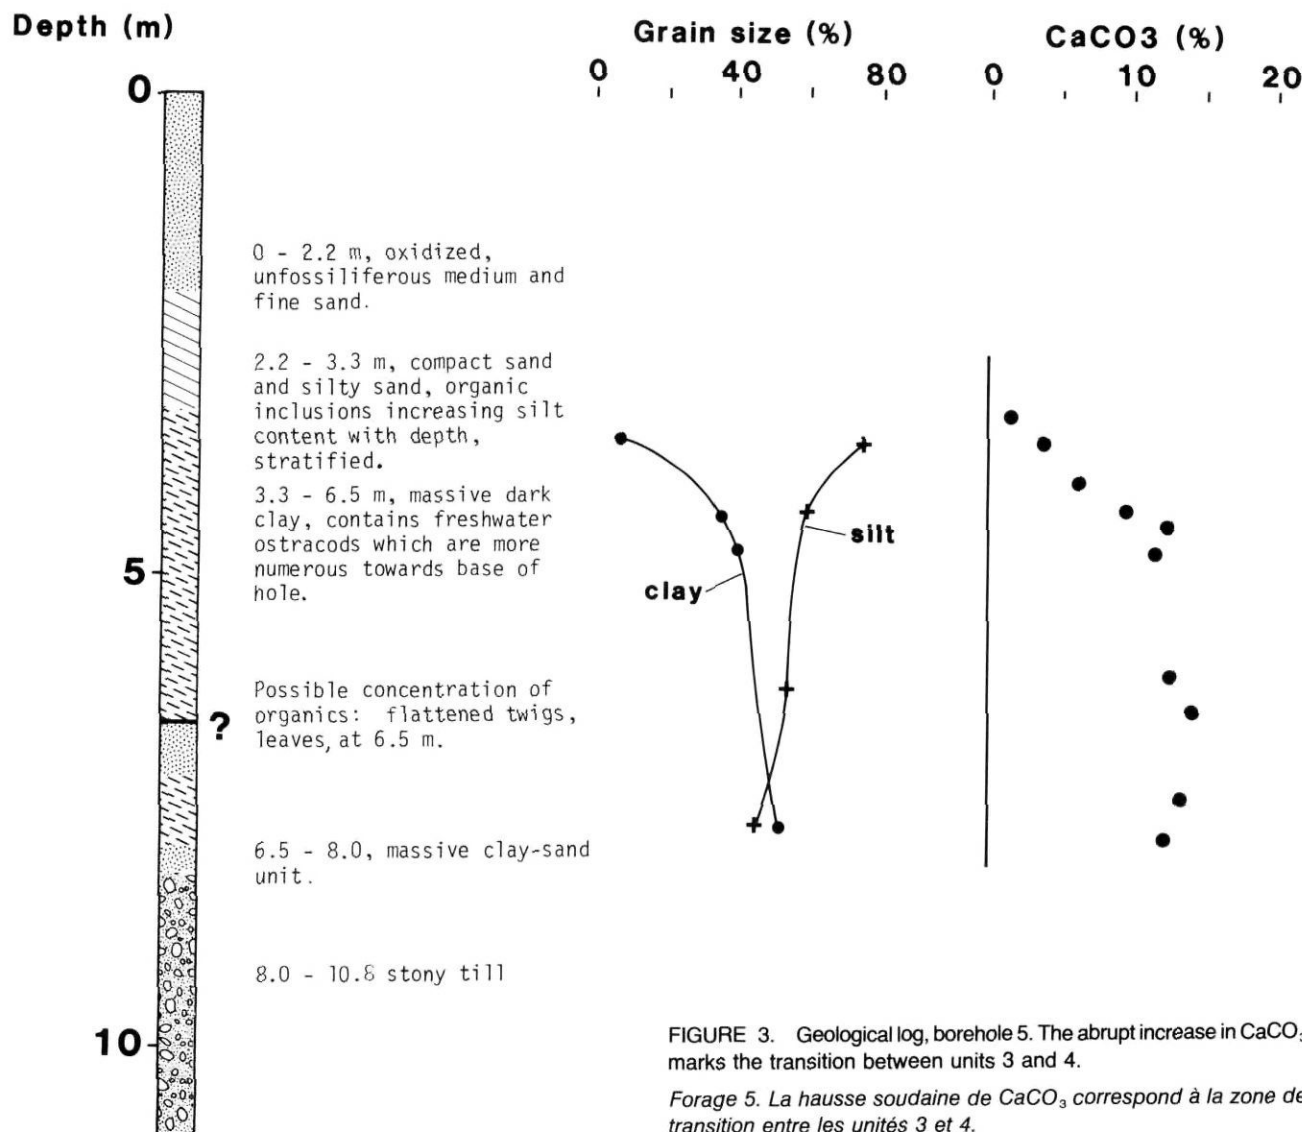 Depth (m)
Grain size (%)
CaCO3 (%)
0 40 80
0 10 20
0
5
10
0 - 2.2 m, oxidized,
unfossiliferous medium and
fine sand.
2.2 - 3.3 m, compact sand
and silty sand, organic
inclusions increasing silt
content with depth,
stratified.
3.3 - 6.5 m, massive dark
clay, contains freshwater
ostracods which are more
numerous towards base of
hole.
Possible concentration of
organics: flattened twigs,
leaves, at 6.5 m.
?
6.5 - 8.0, massive clay-sand
unit.
8.0 - 10.8 stony till
clay
silt
FIGURE 3. Geological log, borehole 5. The abrupt increase in CaCO₃
marks the transition between units 3 and 4.
Forage 5. La hausse soudaine de CaCO₃ correspond à la zone de
transition entre les unités 3 et 4.